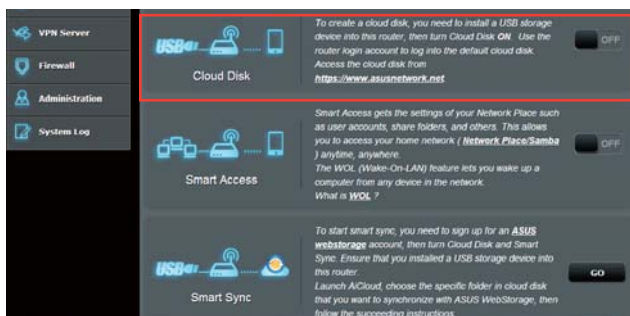 VPN Server
Firewall
Administration
System Log
USB
Cloud Disk
To create a cloud disk, you need to install a USB storage
device into this router, then turn Cloud Disk ON. Use the
router login account to log into the default cloud disk.
Access the cloud disk from
https://www.asusnetwork.net
OFF
Smart Access
Smart Access gets the settings of your Network Place such
as user accounts, share folders, and others. This allows
you to access your home network ( Network Place/Samba
) anytime, anywhere.
The WOL (Wake-On-LAN) feature lets you wake up a
computer from any device in the network.
What is WOL ?
OFF
USB
Smart Sync
To start smart sync, you need to sign up for an ASUS
webstorage account, then turn Cloud Disk and Smart
Sync. Ensure that you installed a USB storage device into
this router.
Launch AiCloud, choose the specific folder in cloud disk
that you want to synchronize with ASUS WebStorage, then
follow the succeeding instructions.
GO